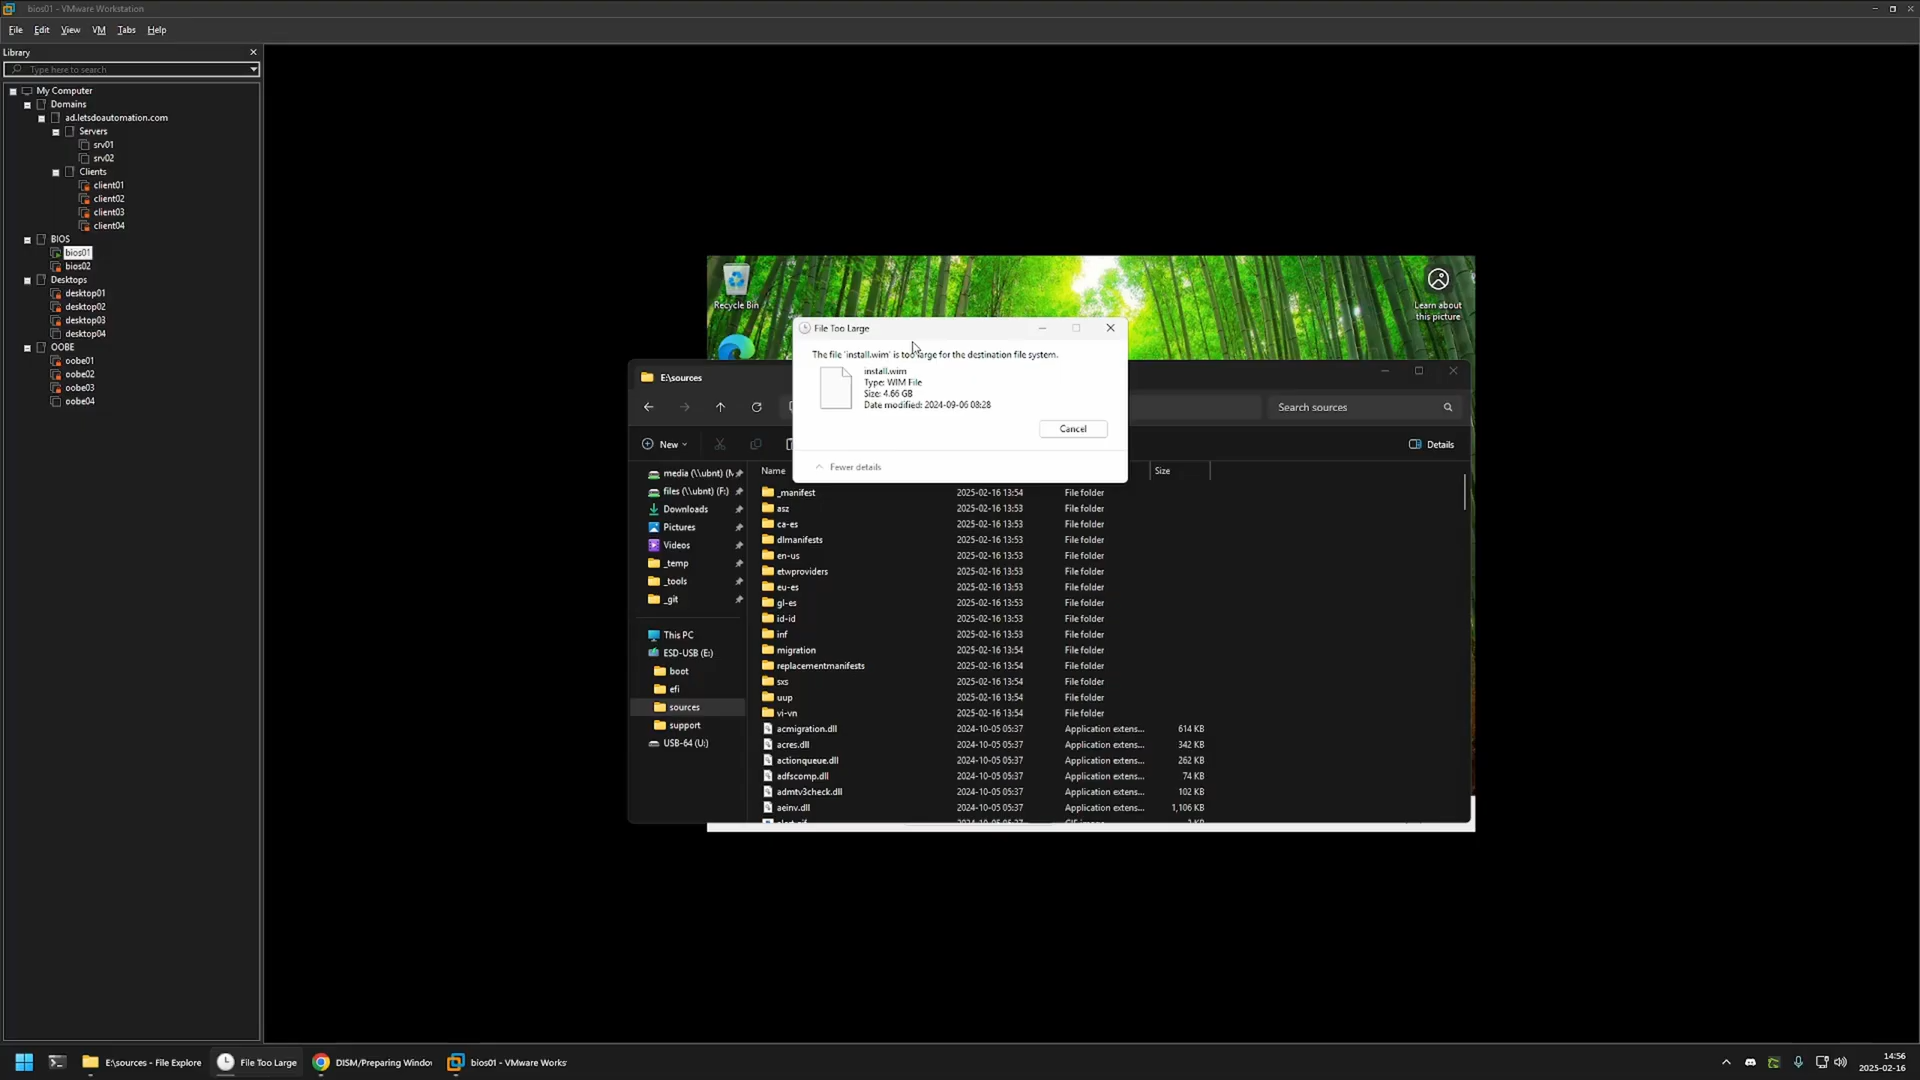 bios01 - VMware Workstation
File Edit View VM Tabs Help
Library
Type here to search
My Computer
Domains
ad.letsdoautomation.com
Servers
srv01
srv02
Clients
client01
client02
client03
client04
BIOS
bios01
bios02
Desktops
desktop01
desktop02
desktop03
desktop04
OOBE
oobe01
oobe02
oobe03
oobe04
Recycle Bin
Learn about
this picture
File Too Large
The file 'install.wim' is too large for the destination file system.
install.wim
Type: WIM File
Size: 4.66 GB
Date modified: 2024-09-06 08:28
Cancel
Fewer details
E:\sources
Search sources
New
Details
media (\\ubnt) (M
files (\\ubnt) (F:)
Downloads
Pictures
Videos
_temp
_tools
_git
This PC
ESD-USB (E:)
boot
efi
sources
support
USB-64 (U:)
Name Size
_manifest 2025-02-16 13:54 File folder
asz 2025-02-16 13:53 File folder
ca-es 2025-02-16 13:53 File folder
dlmanifests 2025-02-16 13:53 File folder
en-us 2025-02-16 13:53 File folder
etwproviders 2025-02-16 13:53 File folder
eu-es 2025-02-16 13:53 File folder
gl-es 2025-02-16 13:53 File folder
id-id 2025-02-16 13:53 File folder
inf 2025-02-16 13:54 File folder
migration 2025-02-16 13:54 File folder
replacementmanifests 2025-02-16 13:54 File folder
sxs 2025-02-16 13:54 File folder
uup 2025-02-16 13:54 File folder
vi-vn 2025-02-16 13:54 File folder
acmigration.dll 2024-10-05 05:37 Application extens... 614 KB
acres.dll 2024-10-05 05:37 Application extens... 342 KB
actionqueue.dll 2024-10-05 05:37 Application extens... 262 KB
adfscomp.dll 2024-10-05 05:37 Application extens... 74 KB
admtv3check.dll 2024-10-05 05:37 Application extens... 102 KB
aeinv.dll 2024-10-05 05:37 Application extens... 1,106 KB
E:\sources - File Explore
File Too Large
DISM/Preparing Window
bios01 - VMware Works
14:56
2025-02-16